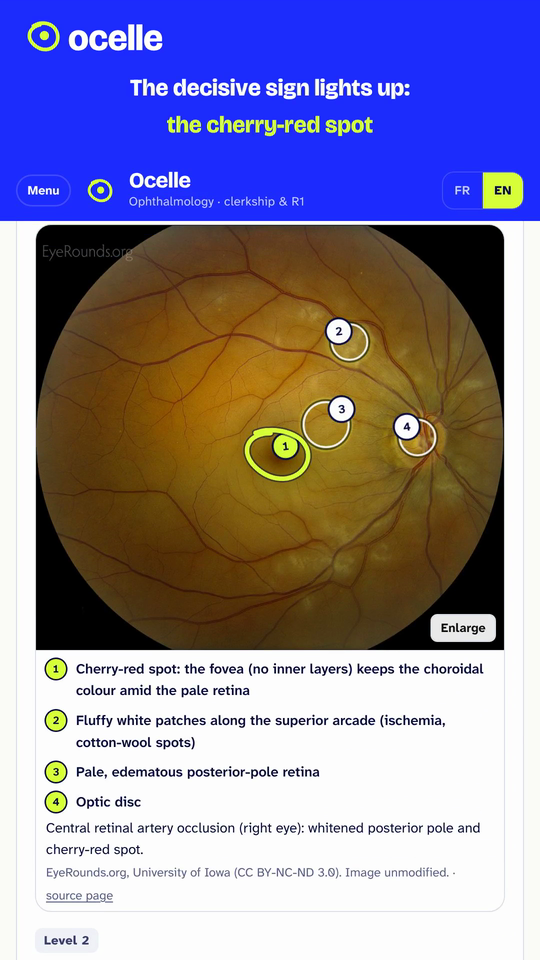 ocelle
The decisive sign lights up:
the cherry-red spot
Menu
Ocelle
Ophthalmology · clerkship & R1
FR
EN
EyeRounds.org
2
3
4
1
Enlarge
1 Cherry-red spot: the fovea (no inner layers) keeps the choroidal
colour amid the pale retina
2 Fluffy white patches along the superior arcade (ischemia,
cotton-wool spots)
3 Pale, edematous posterior-pole retina
4 Optic disc
Central retinal artery occlusion (right eye): whitened posterior pole and
cherry-red spot.
EyeRounds.org, University of Iowa (CC BY-NC-ND 3.0). Image unmodified. ·
source page
Level 2